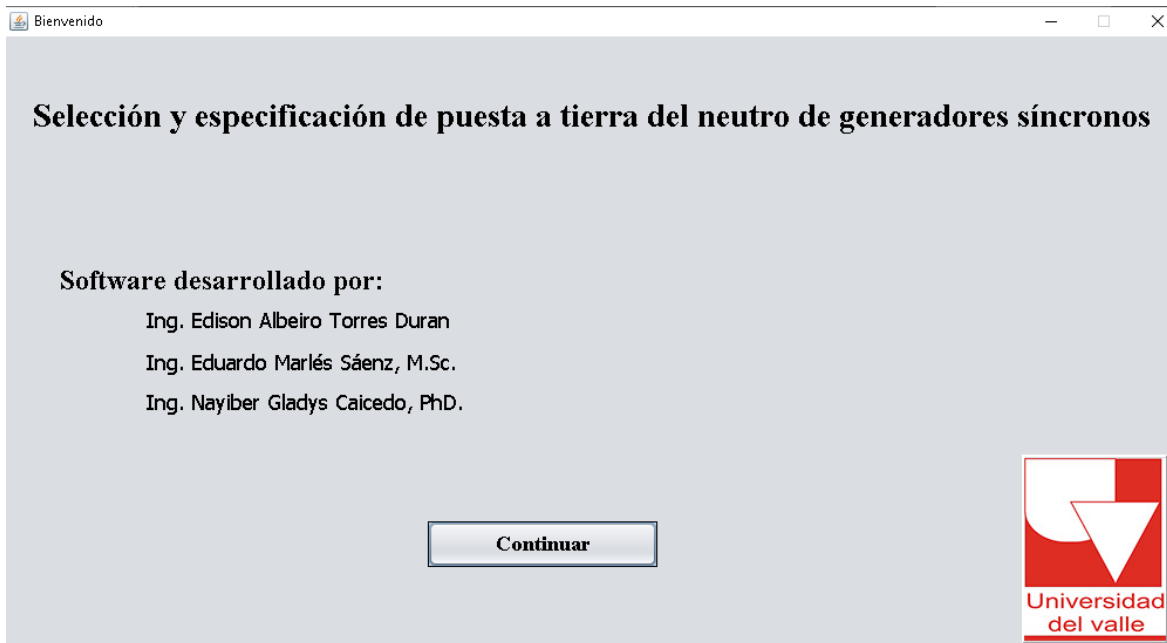 Bienvenido
Selección y especificación de puesta a tierra del neutro de generadores síncronos
Software desarrollado por:
Ing. Edison Albeiro Torres Duran
Ing. Eduardo Marlés Sáenz, M.Sc.
Ing. Nayiber Gladys Caicedo, PhD.
Continuar
Universidad
del valle